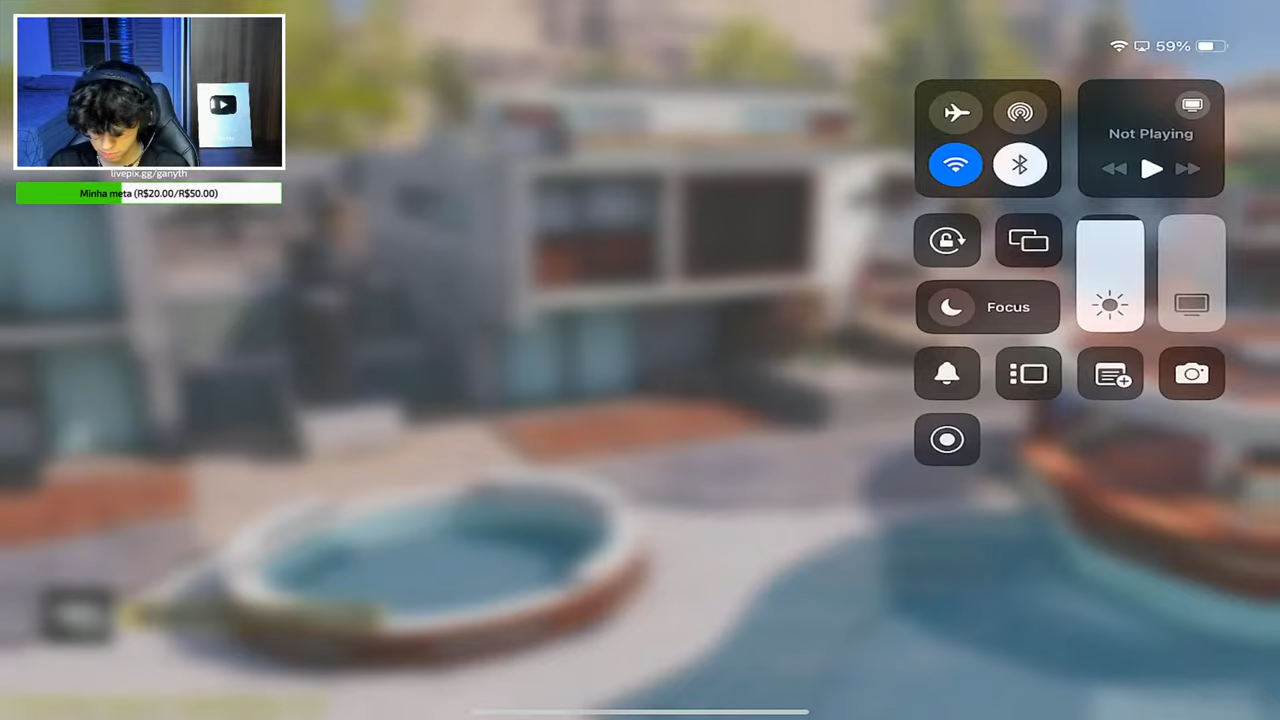 59%
Not Playing
livepix.gg/ganyth
Minha meta (R$20.00/R$50.00)
Focus